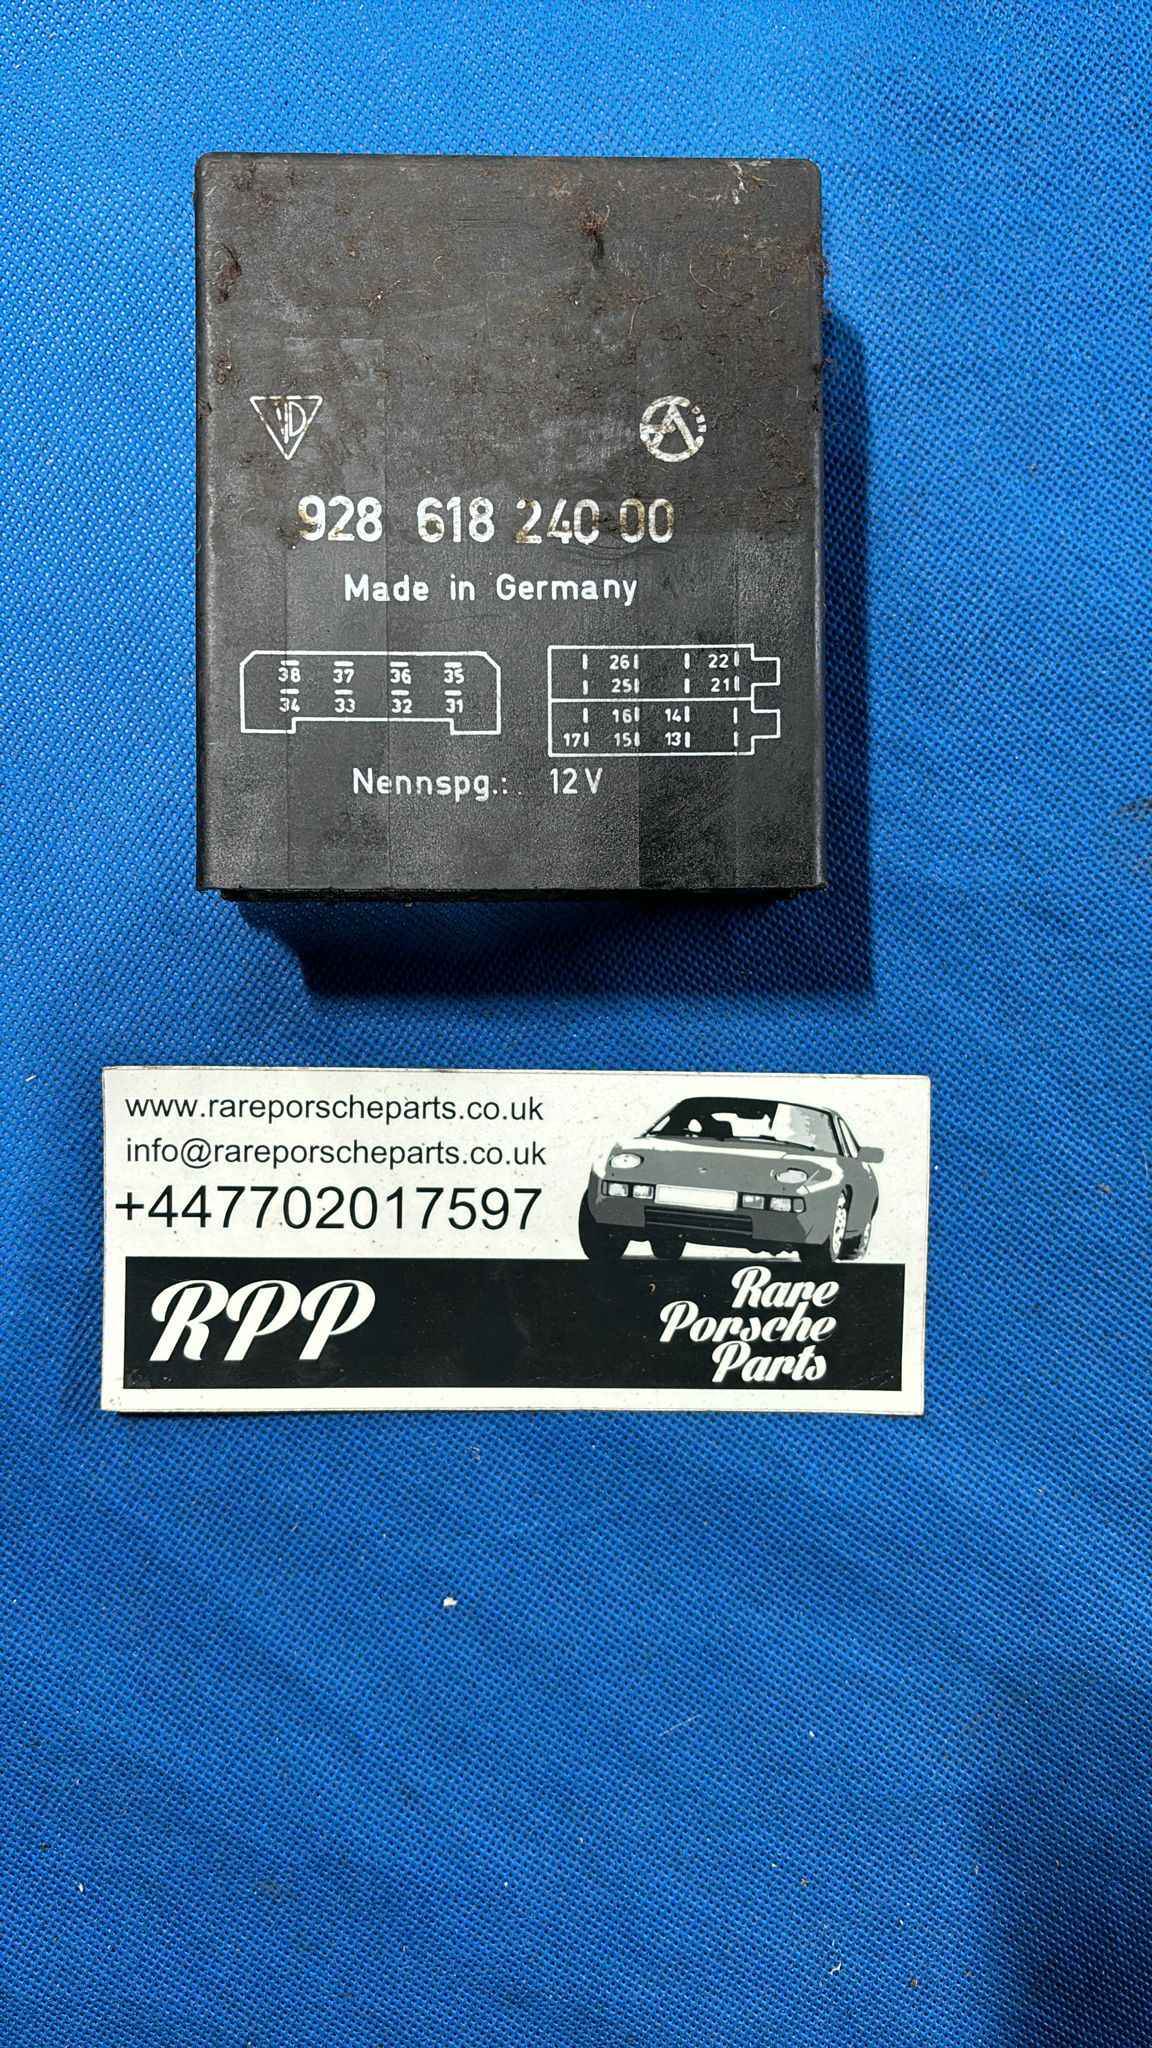 928 618 240 00
Made in Germany
38 37 36 35
34 33 32 31
26 22
25 21
16 14
17 15 13
Nennspg.: 12V
www.rareporscheparts.co.uk
info@rareporscheparts.co.uk
+447702017597
RPP
Rare
Porsche
Parts